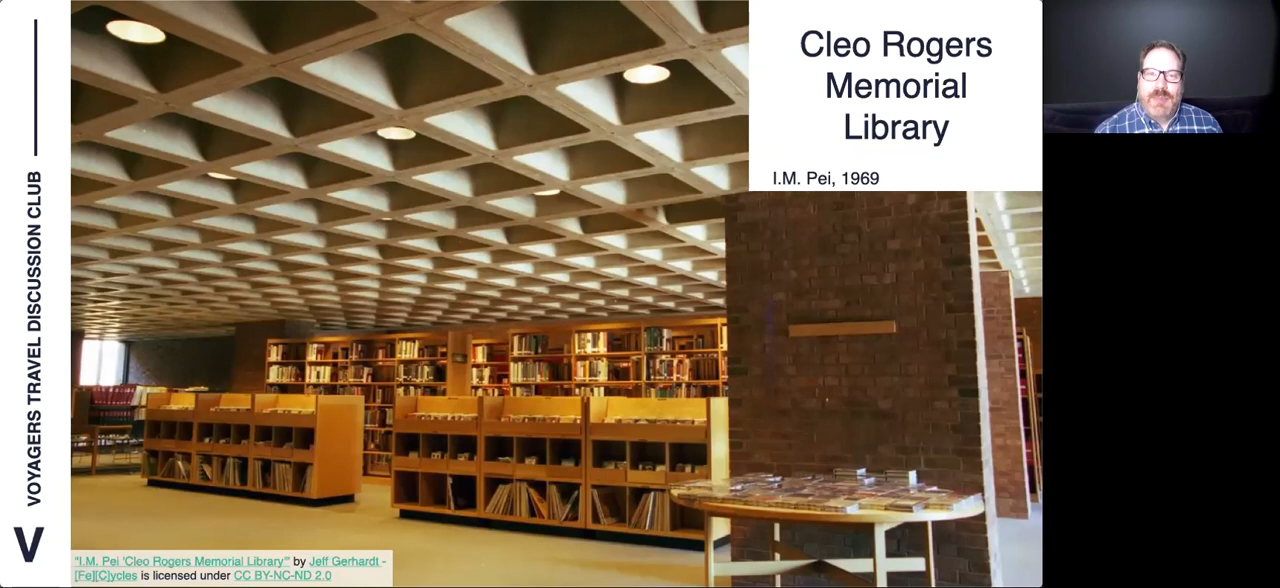 VOYAGERS TRAVEL DISCUSSION CLUB
V
Cleo Rogers
Memorial
Library
I.M. Pei, 1969
"I.M. Pei 'Cleo Rogers Memorial Library'" by Jeff Gerhardt -
[Fe][C]ycles is licensed under CC BY-NC-ND 2.0